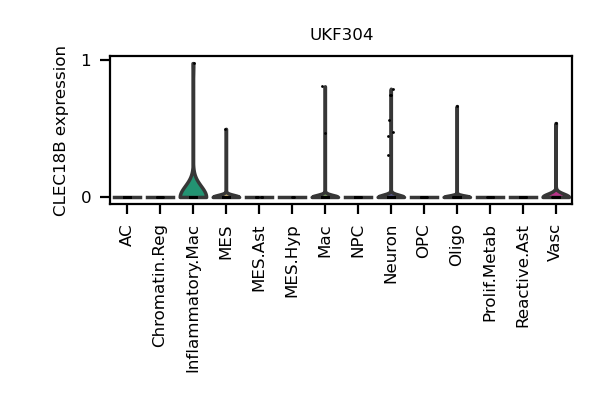 UKF304
CLEC18B expression
1
0
AC
Chromatin.Reg
Inflammatory.Mac
MES
MES.Ast
MES.Hyp
Mac
NPC
Neuron
OPC
Oligo
Prolif.Metab
Reactive.Ast
Vasc